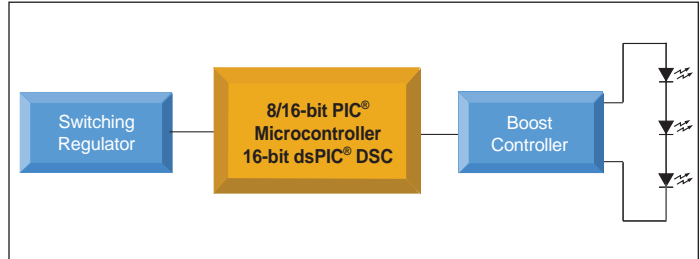 Switching
Regulator
8/16-bit PIC®
Microcontroller
16-bit dsPIC® DSC
Boost
Controller